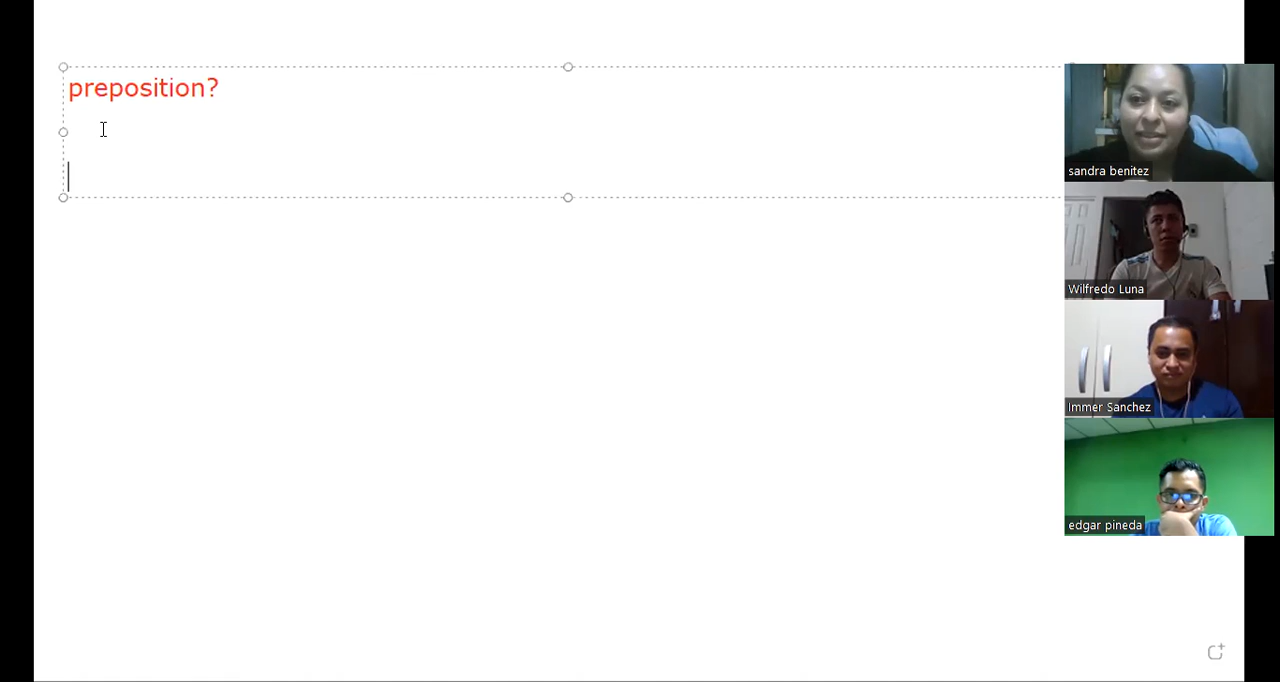 preposition?
sandra benitez
Wilfredo Luna
Immer Sanchez
edgar pineda